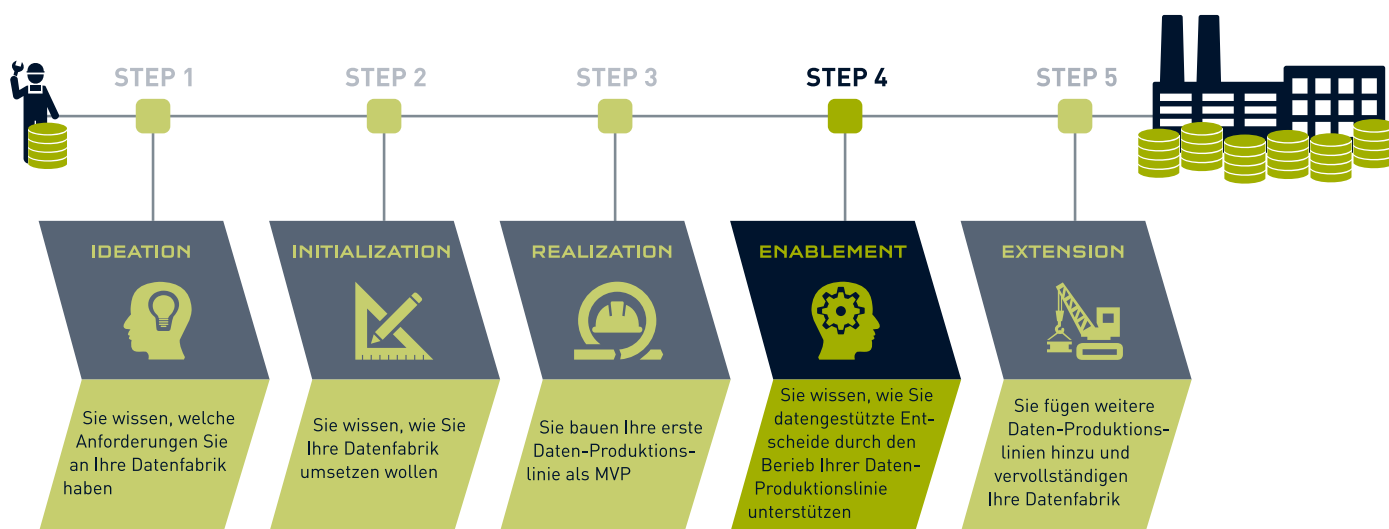 STEP 1
STEP 2
STEP 3
STEP 4
STEP 5
IDEATION
Sie wissen, welche
Anforderungen Sie
an Ihre Datenfabrik
haben
INITIALIZATION
Sie wissen, wie Sie
Ihre Datenfabrik
umsetzen wollen
REALIZATION
Sie bauen Ihre erste
Daten-Produktions-
linie als MVP
ENABLEMENT
Sie wissen, wie Sie
datengestützte Ent-
scheide durch den
Berieb Ihrer Daten-
Produktionslinie
unterstützen
EXTENSION
Sie fügen weitere
Daten-Produktions-
linien hinzu und
vervollständigen
Ihre Datenfabrik